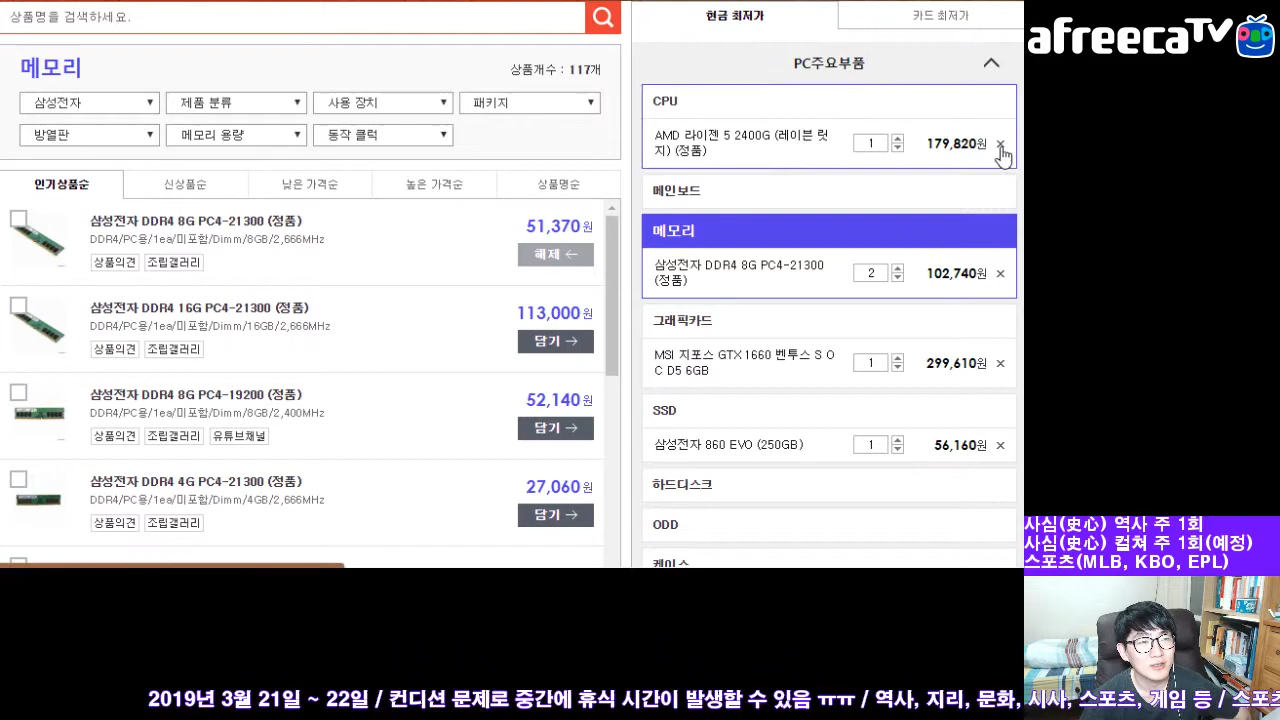 상품명을 검색하세요.
메모리
상품개수 : 117개
삼성전자
제품 분류
사용 장치
패키지
방열판
메모리 용량
동작 클럭
인기상품순
신상품순
낮은 가격순
높은 가격순
상품명순
삼성전자 DDR4 8G PC4-21300 (정품)
DDR4/PC용/1ea/미포함/Dimm/8GB/2,666MHz
상품의견
조립갤러리
51,370원
해제 ←
삼성전자 DDR4 16G PC4-21300 (정품)
DDR4/PC용/1ea/미포함/Dimm/16GB/2,666MHz
상품의견
조립갤러리
113,000원
담기 →
삼성전자 DDR4 8G PC4-19200 (정품)
DDR4/PC용/1ea/미포함/Dimm/8GB/2,400MHz
상품의견
조립갤러리
유튜브채널
52,140원
담기 →
삼성전자 DDR4 4G PC4-21300 (정품)
DDR4/PC용/1ea/미포함/Dimm/4GB/2,666MHz
상품의견
조립갤러리
27,060원
담기 →
현금 최저가
카드 최저가
PC주요부품
CPU
AMD 라이젠 5 2400G (레이븐 릿
지) (정품)
1
179,820원
메인보드
메모리
삼성전자 DDR4 8G PC4-21300
(정품)
2
102,740원
그래픽카드
MSI 지포스 GTX 1660 벤투스 S O
C D5 6GB
1
299,610원
SSD
삼성전자 860 EVO (250GB)
1
56,160원
하드디스크
ODD
케이스
afreecaTV
사심(史心) 역사 주 1회
사심(史心) 컬쳐 주 1회(예정)
스포츠(MLB, KBO, EPL)
2019년 3월 21일 ~ 22일 / 컨디션 문제로 중간에 휴식 시간이 발생할 수 있음 ㅠㅠ / 역사, 지리, 문화, 시사, 스포츠, 게임 등 / 스포츠